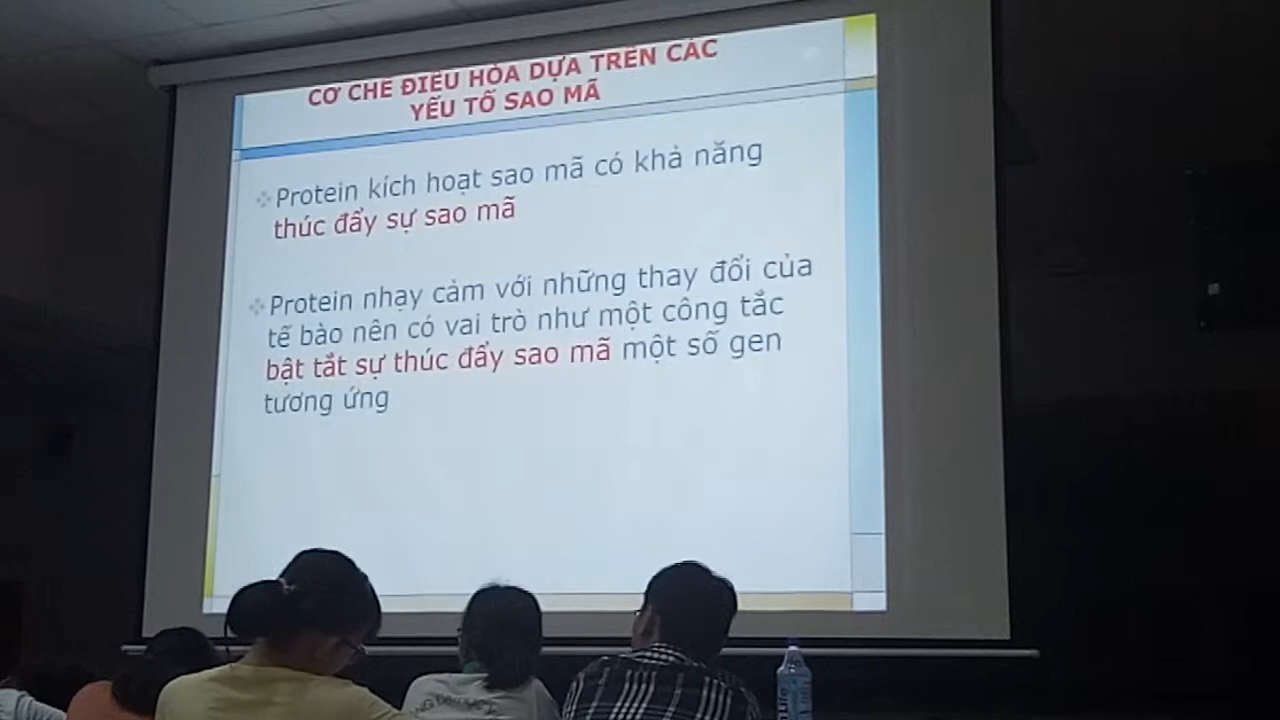 CƠ CHẾ ĐIỀU HÒA DỰA TRÊN CÁC
YẾU TỐ SAO MÃ
Protein kích hoạt sao mã có khả năng
thúc đẩy sự sao mã
Protein nhạy cảm với những thay đổi của
tế bào nên có vai trò như một công tắc
bật tắt sự thúc đẩy sao mã một số gen
tương ứng